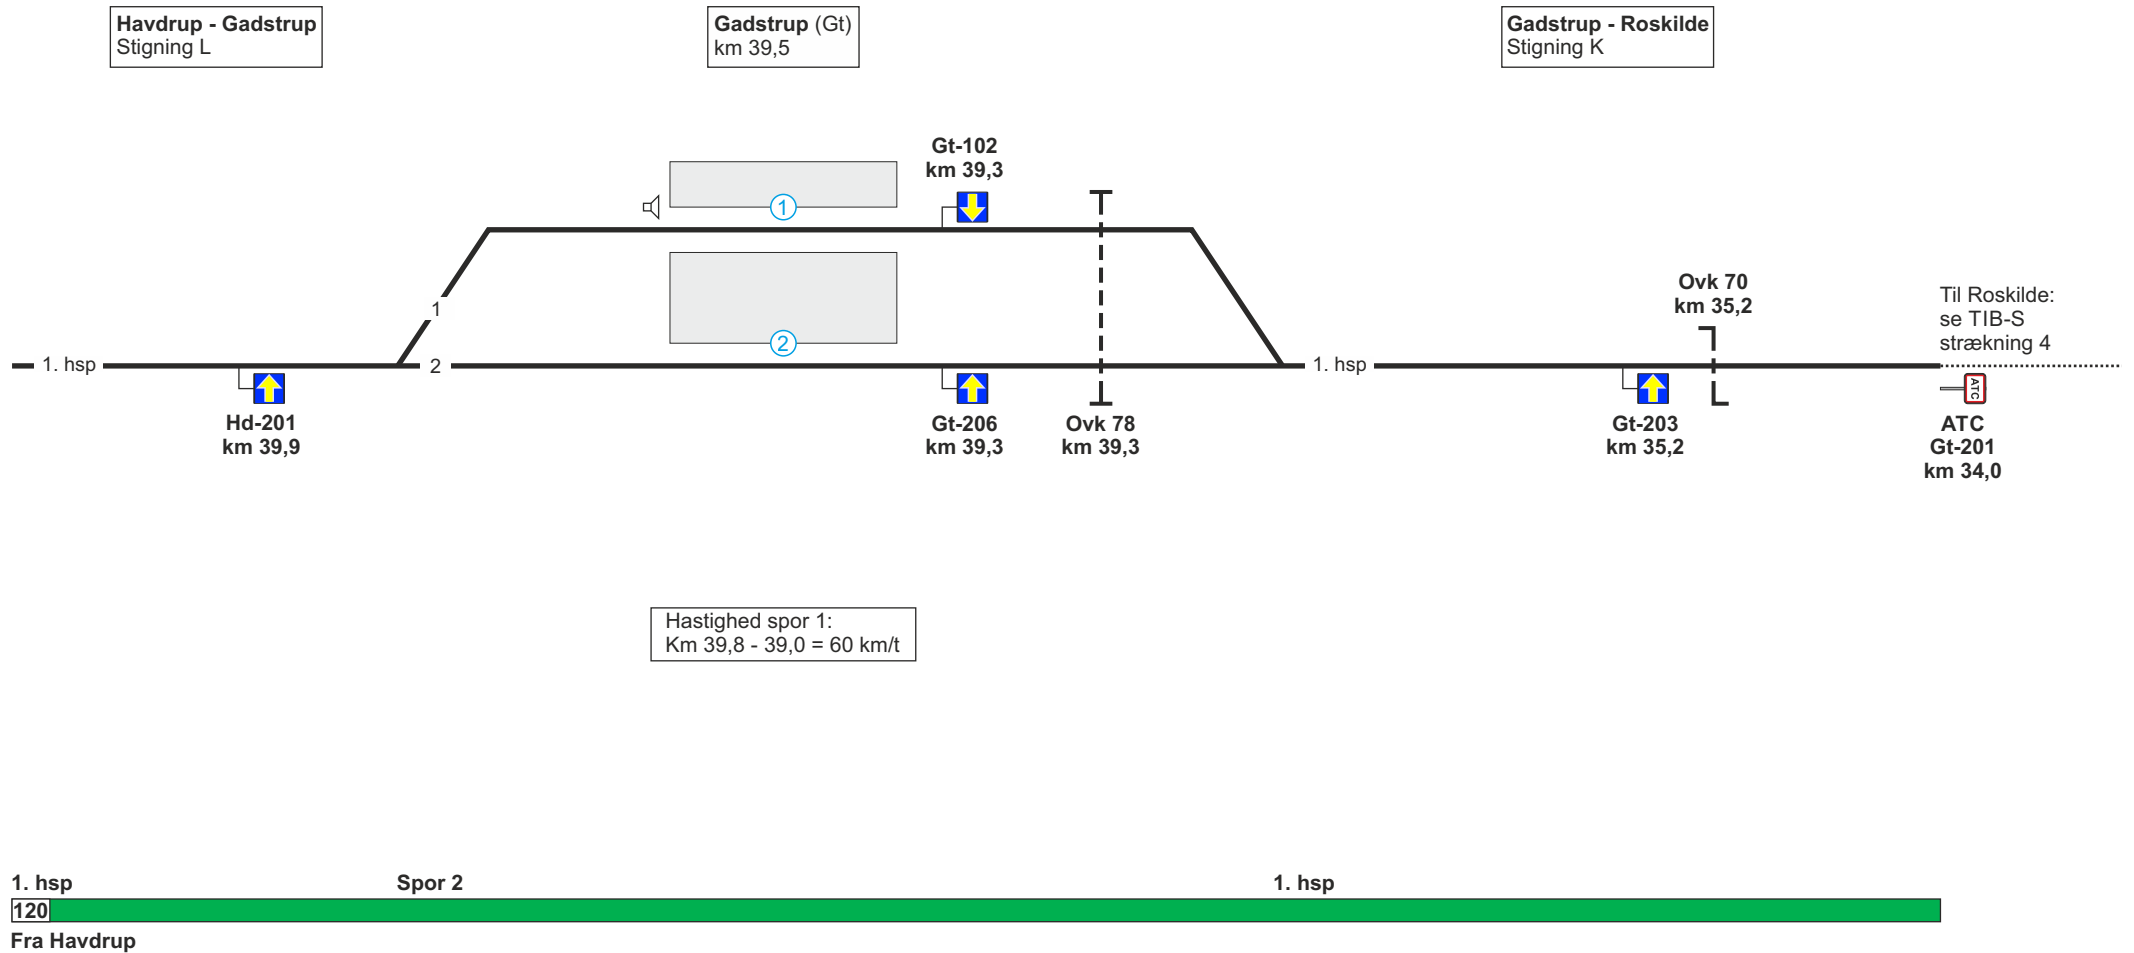 Havdrup - Gadstrup
Stigning L
Gadstrup (Gt)
km 39,5
Gadstrup - Roskilde
Stigning K
Gt-102
km 39,3
1
Ovk 70
km 35,2
Til Roskilde:
se TIB-S
strækning 4
1
2
1. hsp
2
1. hsp
ATC
Hd-201
km 39,9
Gt-206
km 39,3
Ovk 78
km 39,3
Gt-203
km 35,2
ATC
Gt-201
km 34,0
Hastighed spor 1:
Km 39,8 - 39,0 = 60 km/t
1. hsp
Spor 2
1. hsp
120
Fra Havdrup